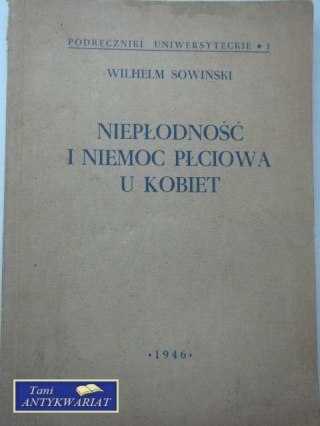 PODRĘCZNIKI UNIWERSYTECKIE ♦ 1
WILHELM SOWIŃSKI
NIEPŁODNOŚĆ
I NIEMOC PŁCIOWA
U KOBIET
•1946•
Tani
ANTYKWARIAT